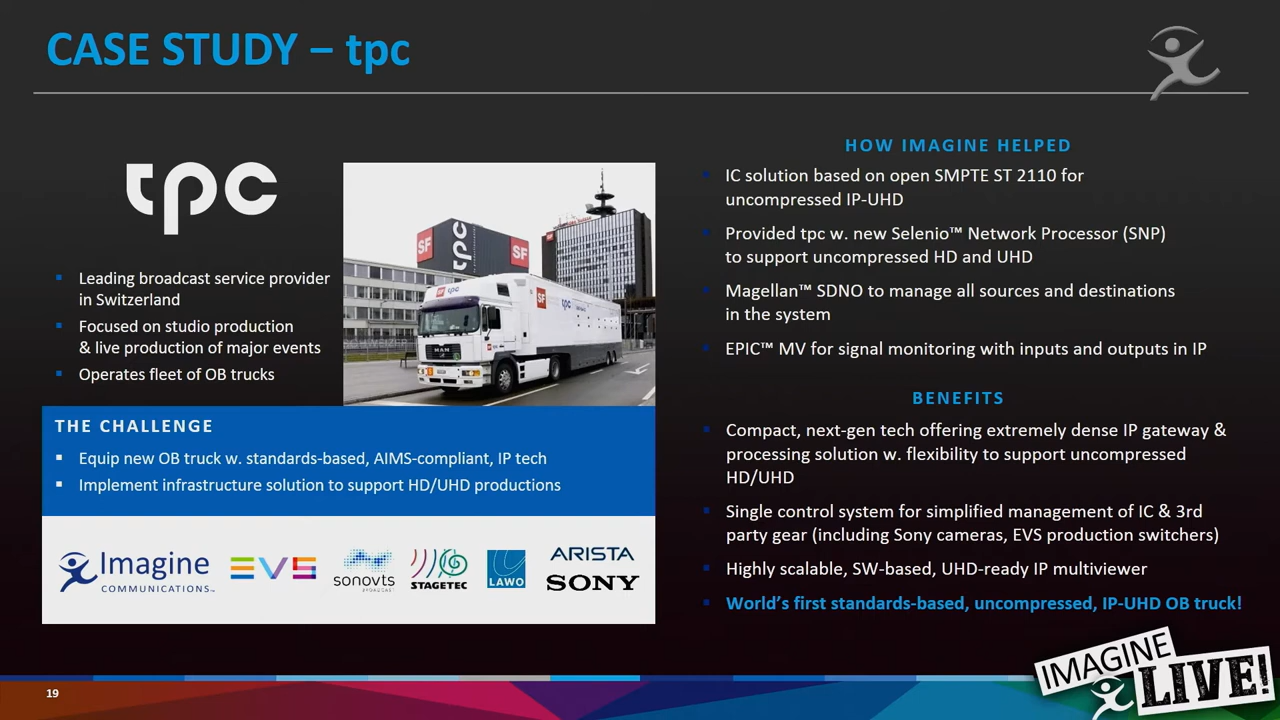 CASE STUDY – tpc
tpc
Leading broadcast service provider
in Switzerland
Focused on studio production
& live production of major events
Operates fleet of OB trucks
SF
tpc
SF
SF
tpc
tpc
MAN
THE CHALLENGE
Equip new OB truck w. standards-based, AIMS-compliant, IP tech
Implement infrastructure solution to support HD/UHD productions
Imagine
COMMUNICATIONS
EVS
sonovts
BROADCAST
STAGETEC
LAWO
ARISTA
SONY
HOW IMAGINE HELPED
IC solution based on open SMPTE ST 2110 for
uncompressed IP-UHD
Provided tpc w. new Selenio™ Network Processor (SNP)
to support uncompressed HD and UHD
Magellan™ SDNO to manage all sources and destinations
in the system
EPIC™ MV for signal monitoring with inputs and outputs in IP
BENEFITS
Compact, next-gen tech offering extremely dense IP gateway &
processing solution w. flexibility to support uncompressed
HD/UHD
Single control system for simplified management of IC & 3rd
party gear (including Sony cameras, EVS production switchers)
Highly scalable, SW-based, UHD-ready IP multiviewer
World's first standards-based, uncompressed, IP-UHD OB truck!
IMAGINE
LIVE!
19